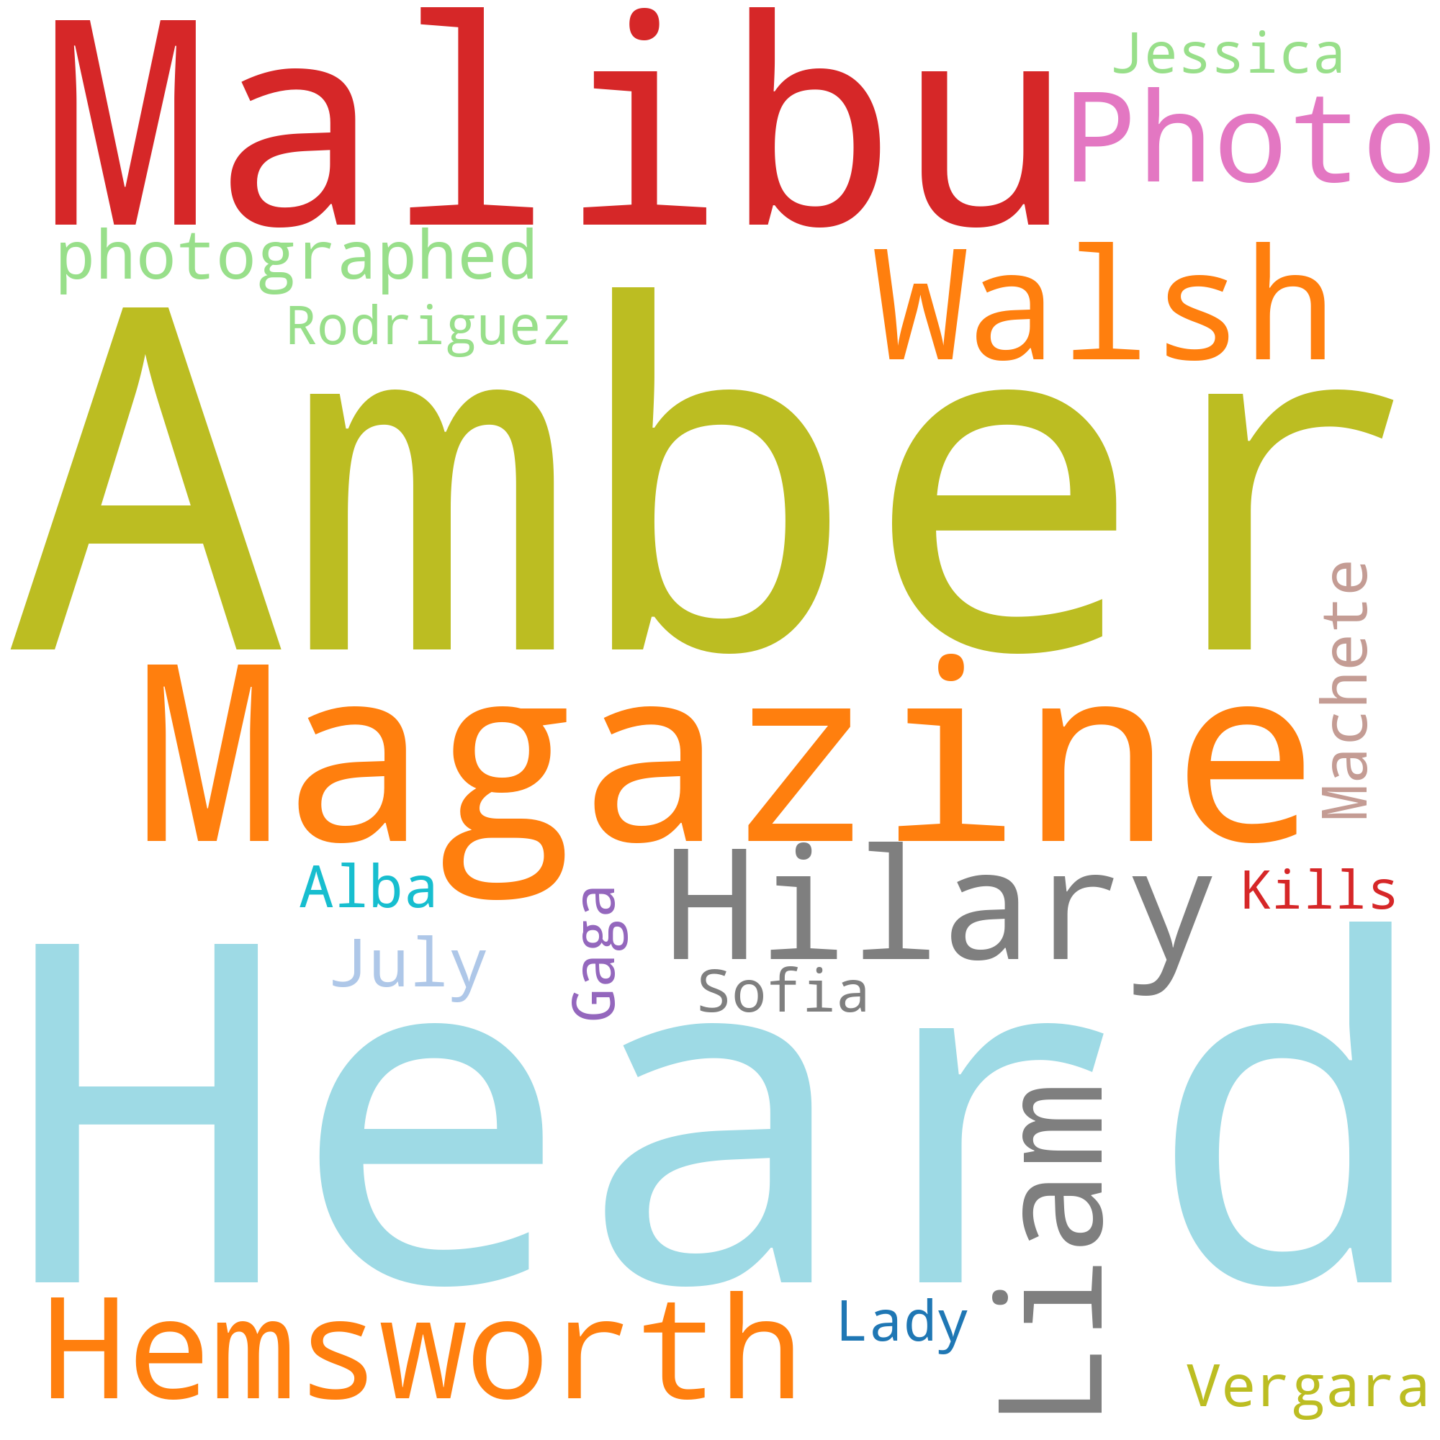 Malibu
Jessica
Photo
photographed
Walsh
Rodriguez
Amber
Machete
Magazine
Hilary
Alba
Kills
Gaga
July
Sofia
Heard
Liam
Hemsworth
Lady
Vergara